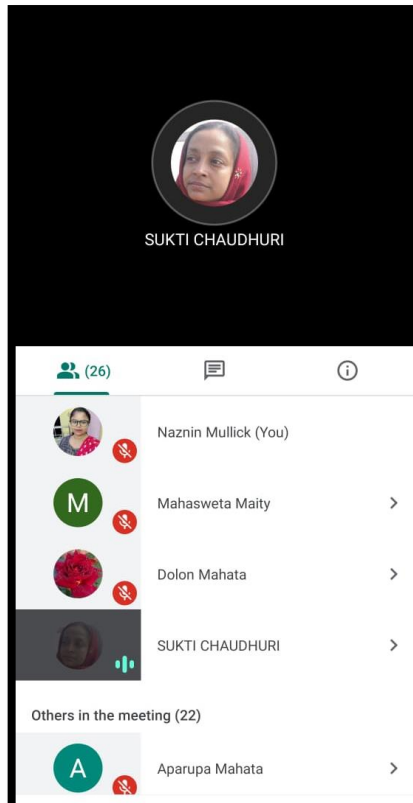 SUKTI CHAUDHURI
(26)
Naznin Mullick (You)
M
Mahasweta Maity
Dolon Mahata
SUKTI CHAUDHURI
Others in the meeting (22)
A
Aparupa Mahata